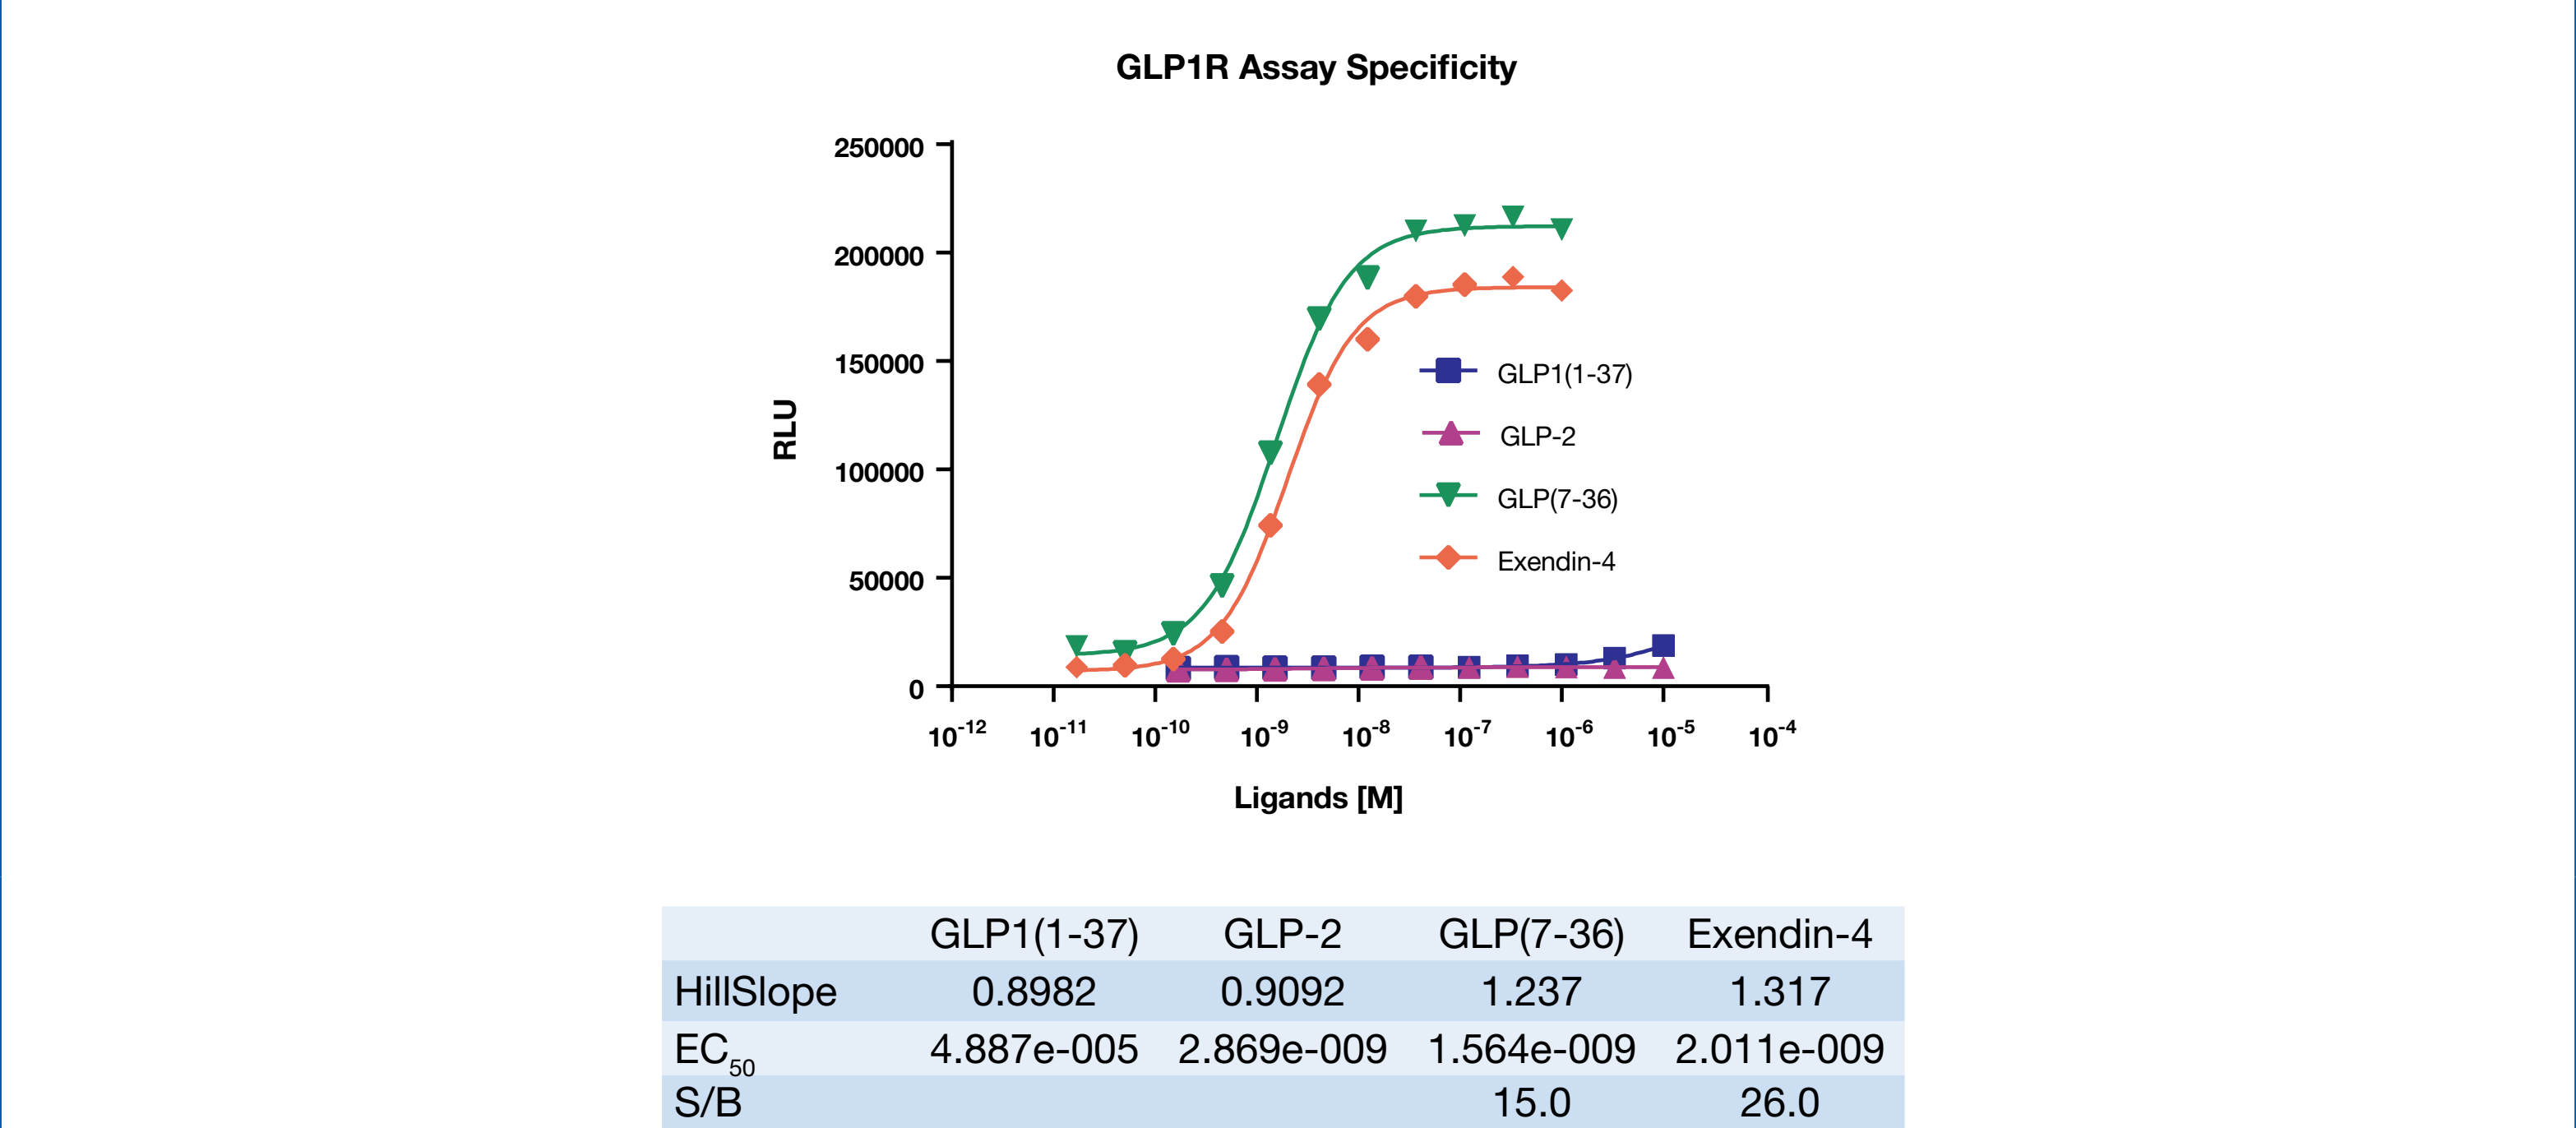 GLP1R Assay Specificity
250000
200000
150000
100000
50000
0
RLU
GLP1(1-37)
GLP-2
GLP(7-36)
Exendin-4
10-12 10-11 10-10 10-9 10-8 10-7 10-6 10-5 10-4
Ligands [M]
GLP1(1-37) GLP-2 GLP(7-36) Exendin-4
HillSlope 0.8982 0.9092 1.237 1.317
EC50 4.887e-005 2.869e-009 1.564e-009 2.011e-009
S/B 15.0 26.0